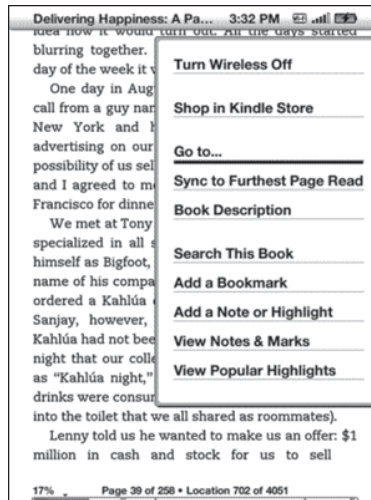 Delivering Happiness: A Pa... 3:32 PM
idea how it would turn out. All the days started
blurring together.
day of the week it
One day in Aug
call from a guy nar
New York and
advertising on our
possibility of us sel
and I agreed to m
Francisco for dinne
We met at Tony
specialized in all s
himself as Bigfoot,
name of his compa
ordered a Kahlúa
Sanjay, however,
Kahlúa had not bee
night that our colle
as “Kahlúa night,”
drinks were consur
into the toilet that we all shared as roommates).
Lenny told us he wanted to make us an offer: $1
million in cash and stock for us to sell
Turn Wireless Off
Shop in Kindle Store
Go to...
Sync to Furthest Page Read
Book Description
Search This Book
Add a Bookmark
Add a Note or Highlight
View Notes & Marks
View Popular Highlights
17% Page 39 of 258 • Location 702 of 4051